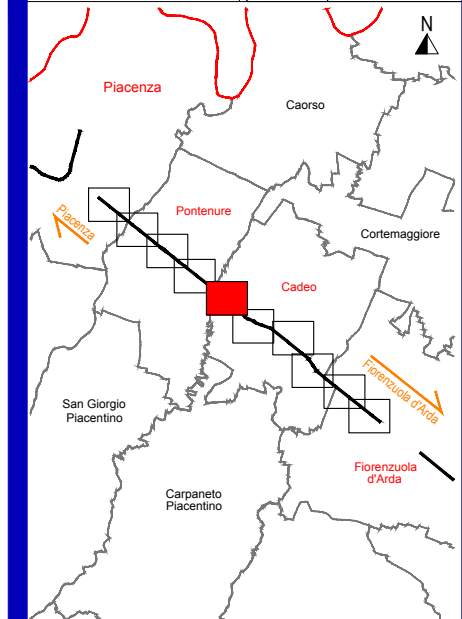 N
Piacenza
Caorso
Pontenure
Piacenza
Cortemaggiore
Cadeo
Fiorenzuola d'Arda
San Giorgio
Piacentino
Fiorenzuola
d'Arda
Carpaneto
Piacentino